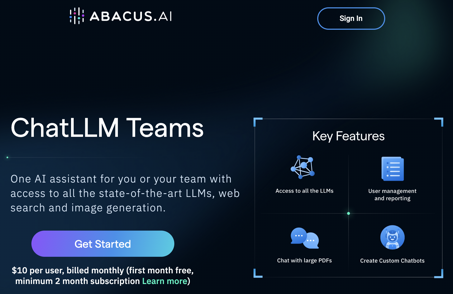 ABACUS.AI
Sign In
ChatLLM Teams
One AI assistant for you or your team with
access to all the state-of-the-art LLMs, web
search and image generation.
Get Started
$10 per user, billed monthly (first month free,
minimum 2 month subscription Learn more)
Key Features
Access to all the LLMs
User management
and reporting
Chat with large PDFs
Create Custom Chatbots